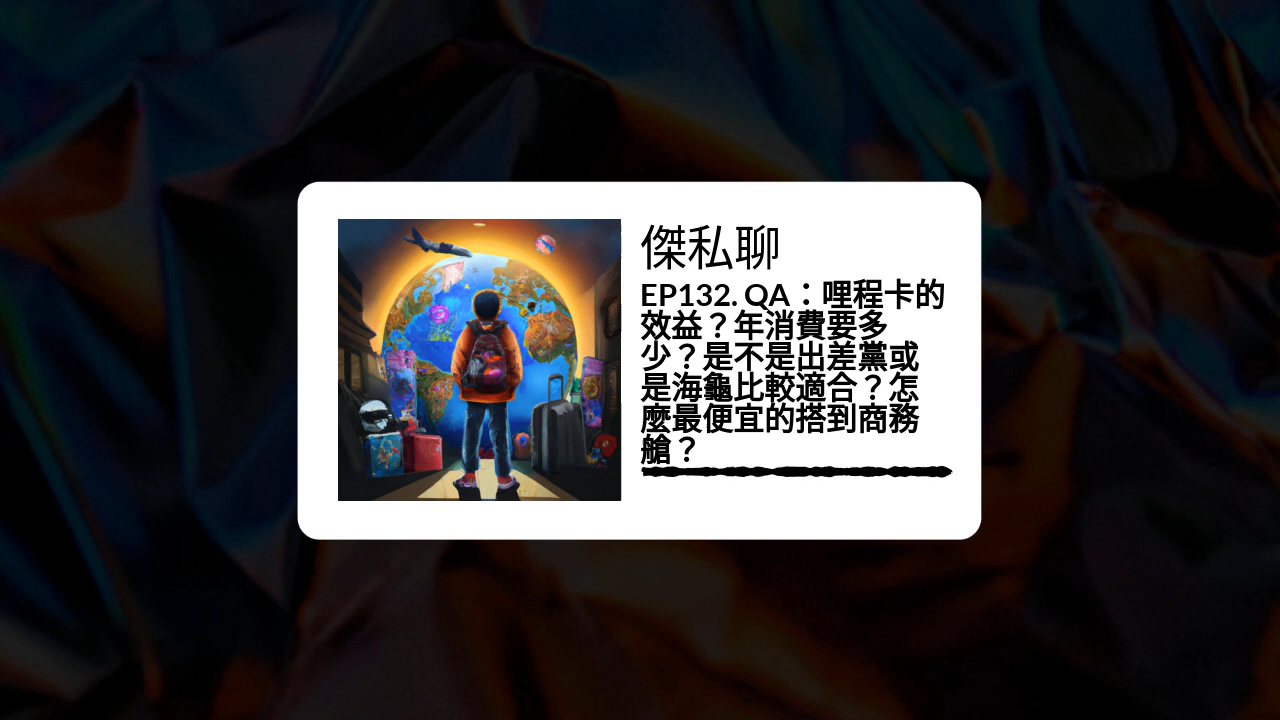 傑私聊
EP132. QA：哩程卡的
效益？年消費要多
少？是不是出差黨或
是海龜比較適合？怎
麼最便宜的搭到商務
艙？